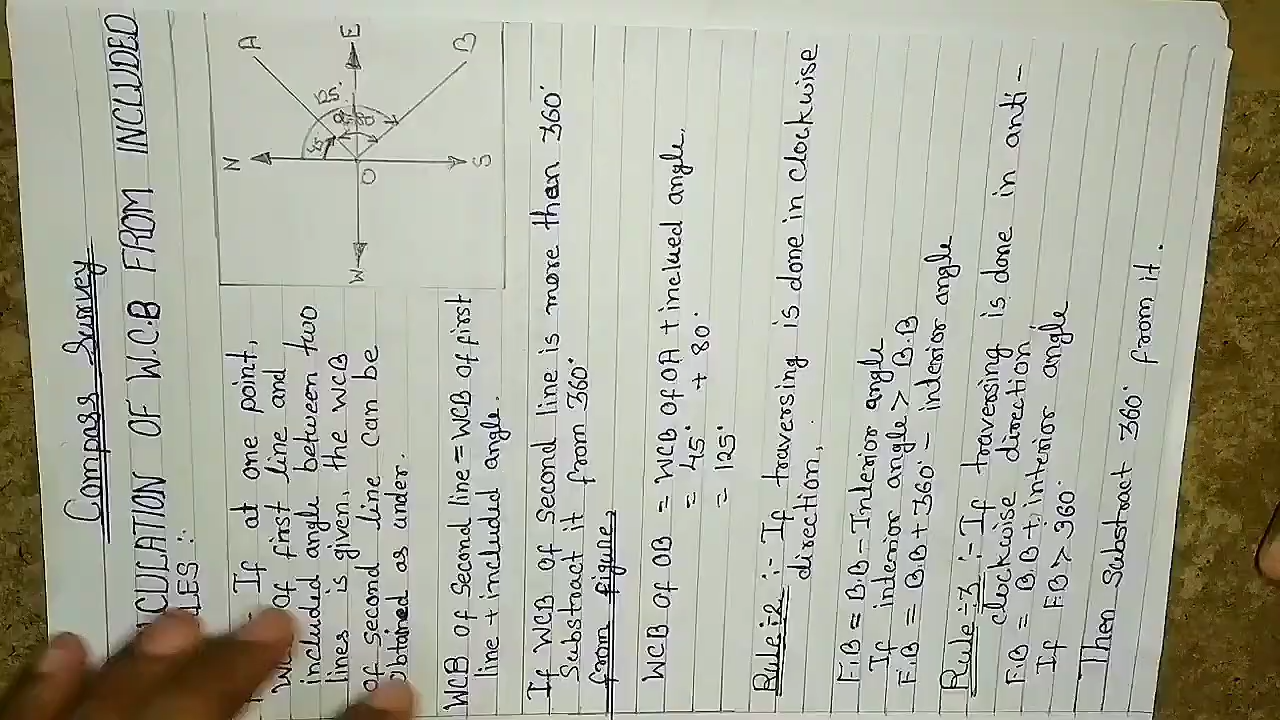 Compass Survey
CALCULATION OF W.C.B FROM INCLUDED
If at one point,
of first line and
included angle between two
lines is given, the WCB
of second line can be
obtained as under.
N
A
E
B
S
W
O
45°
125°
WCB of Second line = WCB of first
line + included angle.
If WCB of Second line is more than 360°
Substract it from 360°
from figure,
WCB of OB = WCB of OA + inclued angle,
= 45° + 80°
= 125°
Rule:2 :- If traversing is done in clockwise
direction,
F.B = B.B - Interior angle
If interior angle > B.B
F.B = B.B + 360° - interior angle
Rule:-3 :- If traversing is done in anti-
clockwise direction
F.B = B.B + interior angle
If FB > 360°
Then Substract 360° from it.